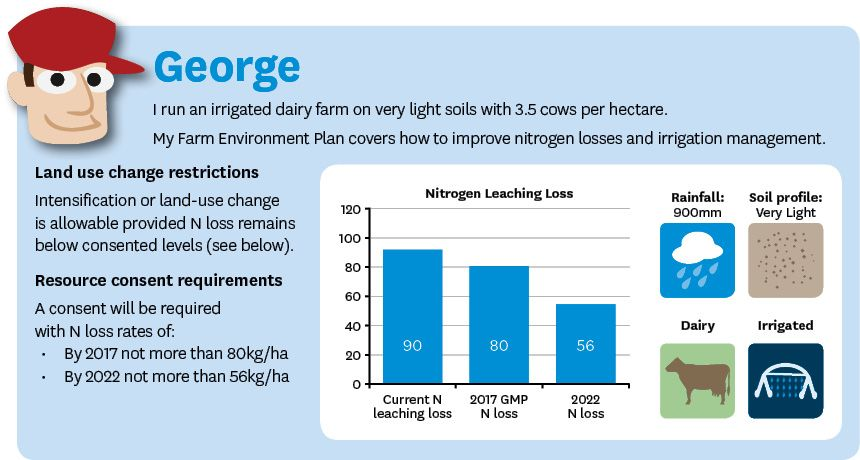 George
I run an irrigated dairy farm on very light soils with 3.5 cows per hectare.
My Farm Environment Plan covers how to improve nitrogen losses and irrigation management.
Land use change restrictions
Intensification or land-use change
is allowable provided N loss remains
below consented levels (see below).
Resource consent requirements
A consent will be required
with N loss rates of:
· By 2017 not more than 80kg/ha
· By 2022 not more than 56kg/ha
Nitrogen Leaching Loss
120
100
80
60
40
20
0
90
80
56
Current N
leaching loss
2017 GMP
N loss
2022
N loss
Rainfall:
900mm
Soil profile:
Very Light
Dairy
Irrigated